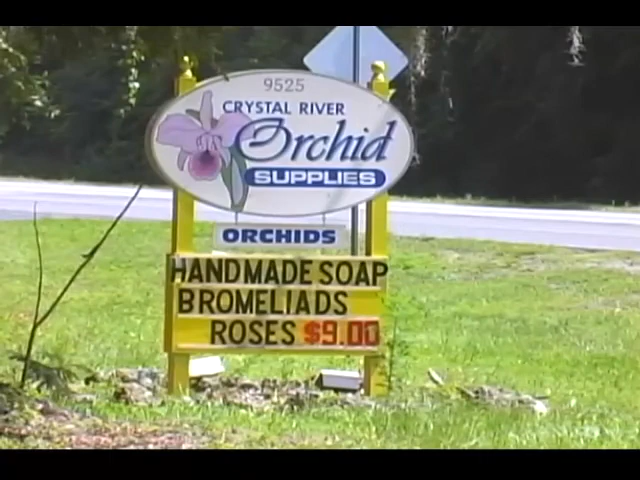 9525
CRYSTAL RIVER
Orchid
SUPPLIES
ORCHIDS
HANDMADE SOAP
BROMELIADS
ROSES $9.00